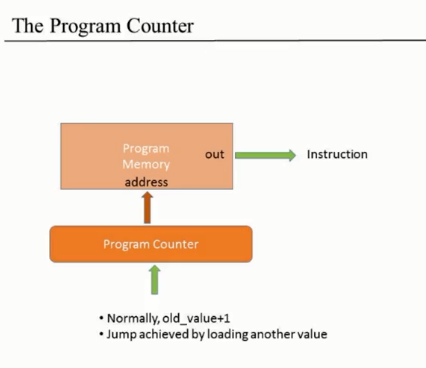 The Program Counter
Program
Memory
out
Instruction
address
Program Counter
• Normally, old_value+1
• Jump achieved by loading another value